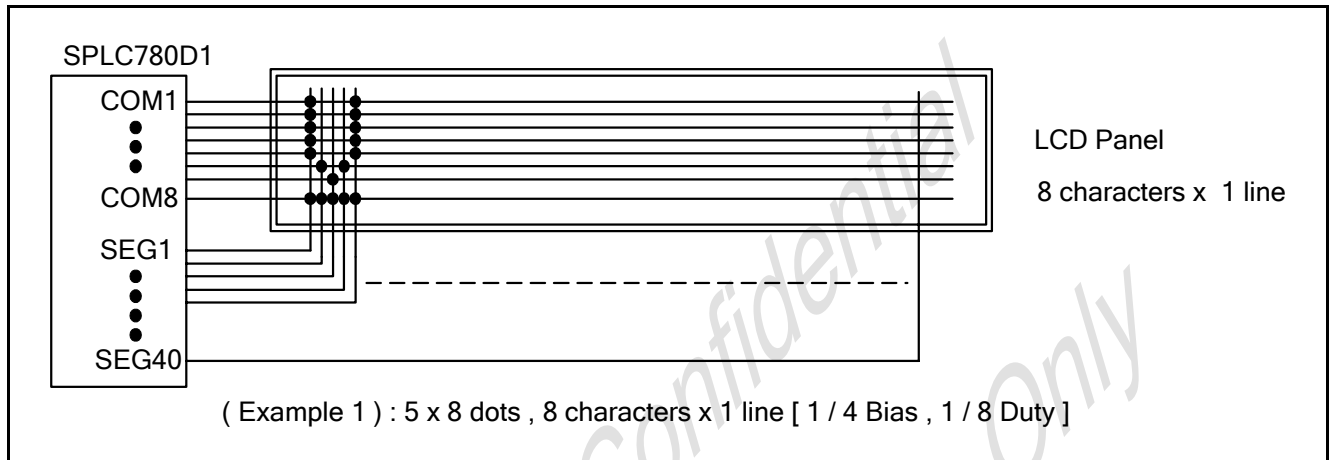 SPLC780D1
COM1
COM8
SEG1
SEG40
LCD Panel
8 characters x 1 line
( Example 1 ) : 5 x 8 dots , 8 characters x 1 line [ 1 / 4 Bias , 1 / 8 Duty ]
Confidential
Only